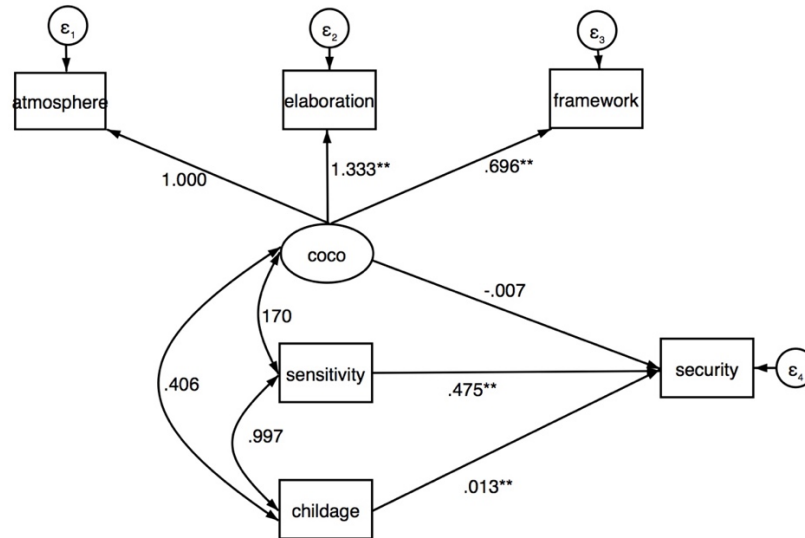 ε1
ε2
ε3
atmosphere
elaboration
framework
1.000
1.333**
.696**
coco
-.007
170
sensitivity
.475**
security
ε4
.406
.997
.013**
childage